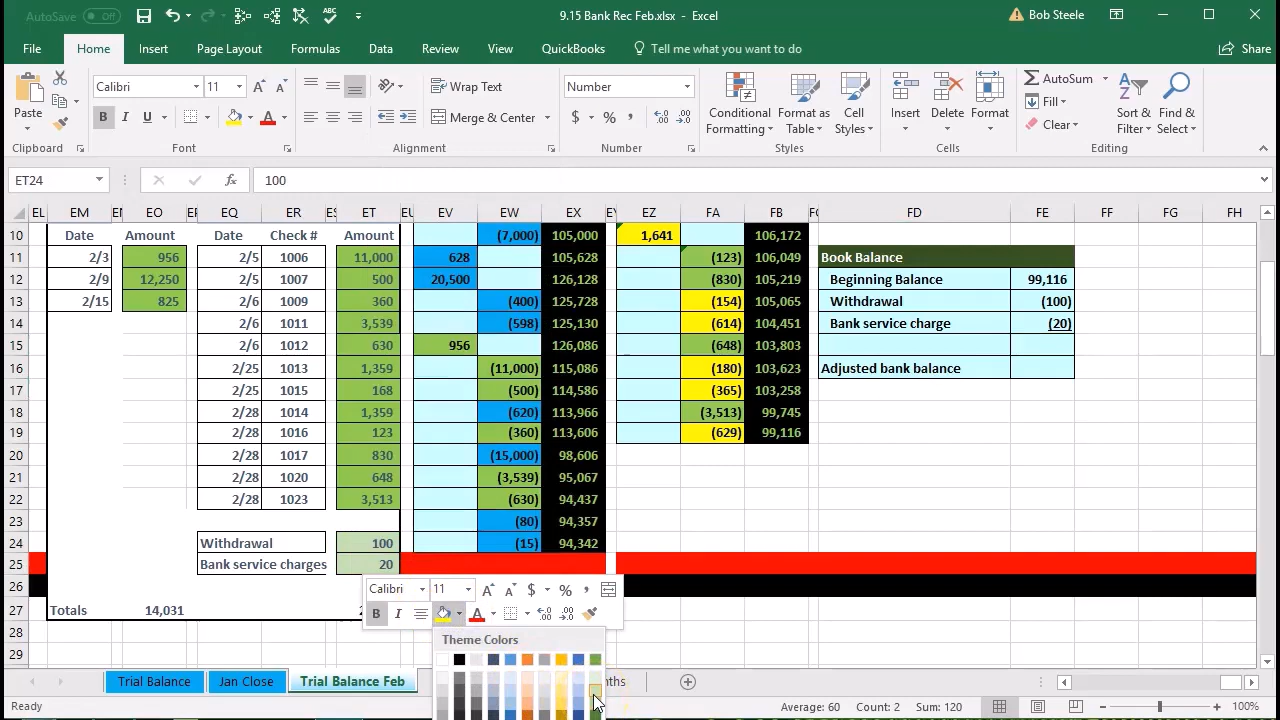 AutoSave Off 9.15 Bank Rec Feb.xlsx - Excel Bob Steele
File Home Insert Page Layout Formulas Data Review View QuickBooks Tell me what you want to do Share
Paste Calibri 11 A A Wrap Text Number Conditional Format as Cell Insert Delete Format AutoSum Sort & Find &
B I U A Merge & Center $ % , Formatting Table Styles Fill Clear Filter Select
Clipboard Font Alignment Number Styles Cells Editing
ET24 fx 100
EL EM EO EQ ER ET EV EW EX EZ FA FB FD FE FF FG FH
10 Date Amount Date Check # Amount (7,000) 105,000 1,641 106,172
11 2/3 956 2/5 1006 11,000 628 105,628 (123) 106,049 Book Balance
12 2/9 12,250 2/5 1007 500 20,500 126,128 (830) 105,219 Beginning Balance 99,116
13 2/15 825 2/6 1009 360 (400) 125,728 (154) 105,065 Withdrawal (100)
14 2/6 1011 3,539 (598) 125,130 (614) 104,451 Bank service charge (20)
15 2/6 1012 630 956 126,086 (648) 103,803
16 2/25 1013 1,359 (11,000) 115,086 (180) 103,623 Adjusted bank balance
17 2/25 1015 168 (500) 114,586 (365) 103,258
18 2/28 1014 1,359 (620) 113,966 (3,513) 99,745
19 2/28 1016 123 (360) 113,606 (629) 99,116
20 2/28 1017 830 (15,000) 98,606
21 2/28 1020 648 (3,539) 95,067
22 2/28 1023 3,513 (630) 94,437
23 (80) 94,357
24 Withdrawal 100 (15) 94,342
25 Bank service charges 20
26
Calibri 11 A A $ % ,
B I A
27 Totals 14,031
28
Theme Colors
29
Trial Balance Jan Close Trial Balance Feb
Ready Average: 60 Count: 2 Sum: 120 100%